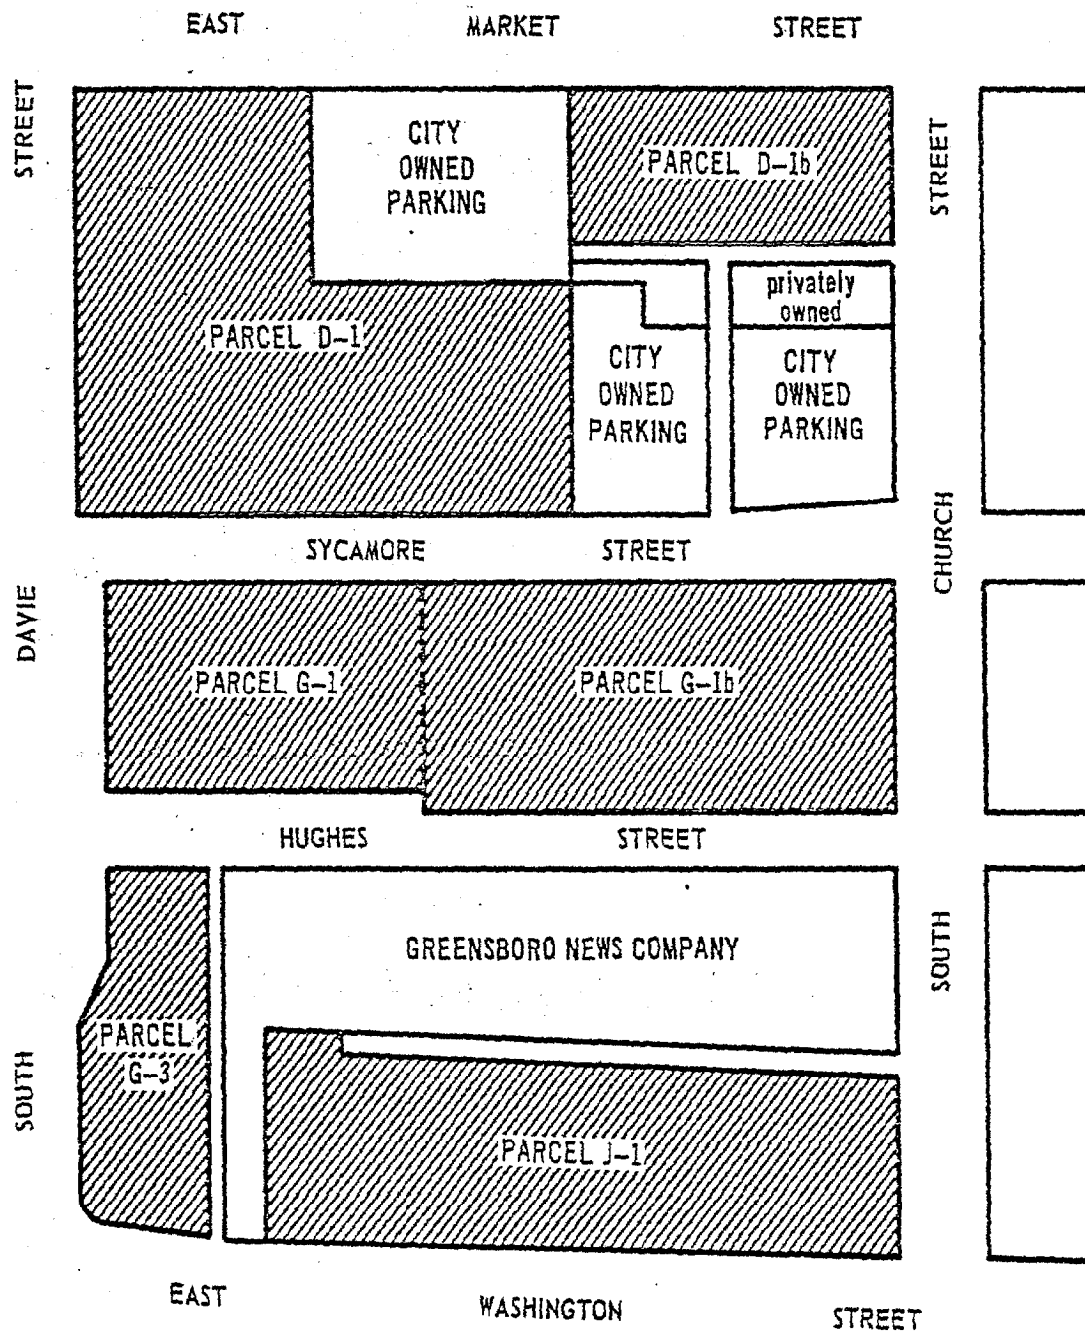 EAST MARKET STREET
STREET
STREET
CITY
OWNED
PARKING
PARCEL D-1b
privately
owned
PARCEL D-1
CITY
OWNED
PARKING
CITY
OWNED
PARKING
SYCAMORE STREET
CHURCH
DAVIE
PARCEL G-1
PARCEL G-1b
HUGHES STREET
GREENSBORO NEWS COMPANY
SOUTH
PARCEL
G-3
SOUTH
PARCEL J-1
EAST WASHINGTON STREET